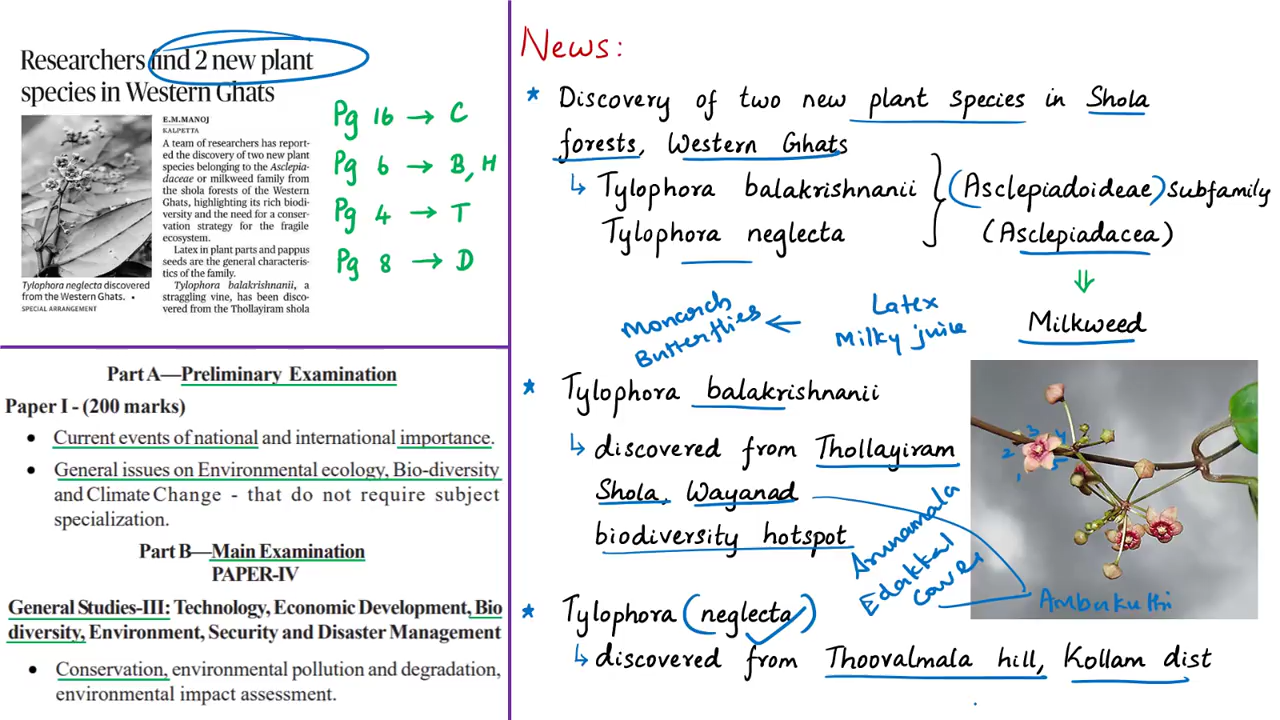 Researchers find 2 new plant
species in Western Ghats
E.M.MANOJ
KALPETTA
A team of researchers has report-
ed the discovery of two new plant
species belonging to the Asclepia-
daceae or milkweed family from
the shola forests of the Western
Ghats, highlighting its rich biodi-
versity and the need for a conser-
vation strategy for the fragile
ecosystem.
Latex in plant parts and pappus
seeds are the general characteris-
tics of the family.
Tylophora balakrishnanii, a
straggling vine, has been disco-
vered from the Thollayiram shola
Tylophora neglecta discovered
from the Western Ghats. •
SPECIAL ARRANGEMENT
Pg 16 → C
Pg 6 → B, H
Pg 4 → T
Pg 8 → D
Part A—Preliminary Examination
Paper I - (200 marks)
• Current events of national and international importance.
• General issues on Environmental ecology, Bio-diversity
and Climate Change - that do not require subject
specialization.
Part B—Main Examination
PAPER-IV
General Studies-III: Technology, Economic Development, Bio
diversity, Environment, Security and Disaster Management
• Conservation, environmental pollution and degradation,
environmental impact assessment.
News:
* Discovery of two new plant species in Shola
forests, Western Ghats
↳ Tylophora balakrishnanii } (Asclepiadoideae) subfamily
Tylophora neglecta (Asclepiadacea)
⇓
Milkweed
Latex
Milky juice
← Monarch
Butterflies
* Tylophora balakrishnanii
↳ discovered from Thollayiram
Shola, Wayanad
biodiversity hotspot
Arunamala
Edakkal
caves
Ambukuthi
1 2 3 4 5
* Tylophora (neglecta)
↳ discovered from Thoovalmala hill, Kollam dist